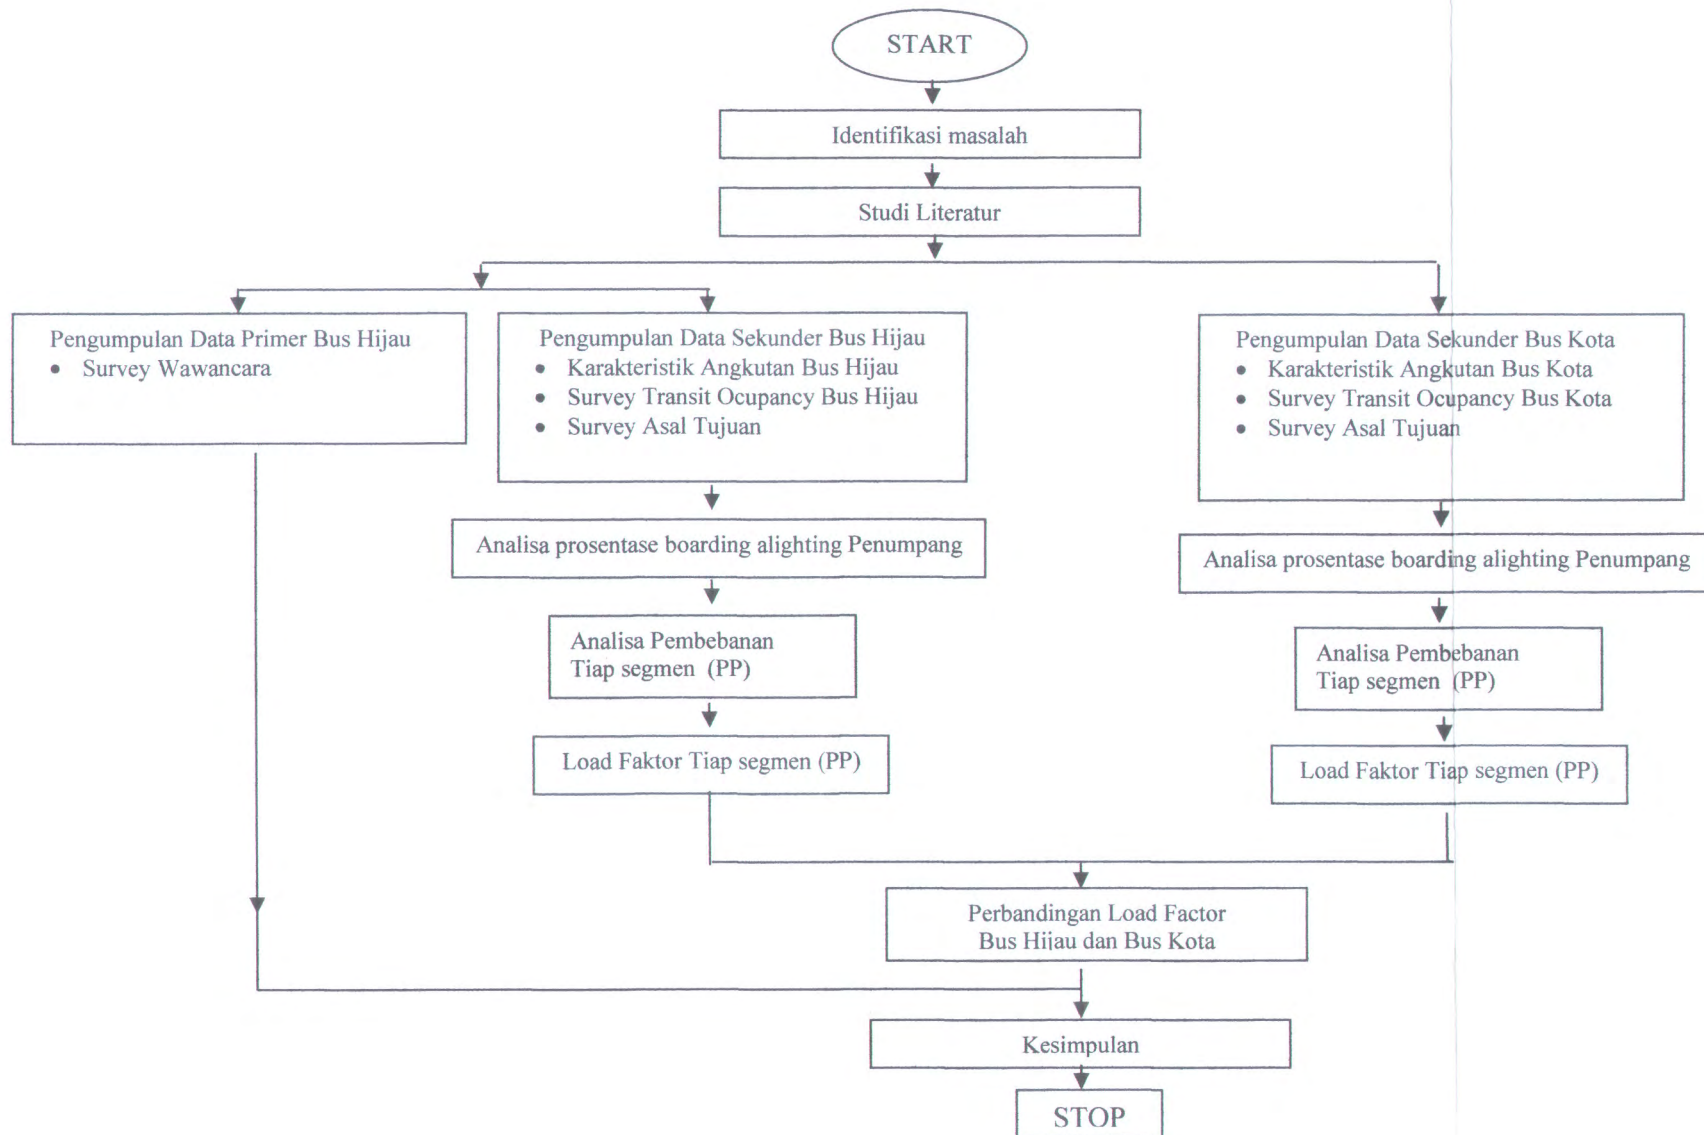 START
Identifikasi masalah
Studi Literatur
Pengumpulan Data Primer Bus Hijau
• Survey Wawancara
Pengumpulan Data Sekunder Bus Hijau
• Karakteristik Angkutan Bus Hijau
• Survey Transit Ocupancy Bus Hijau
• Survey Asal Tujuan
Pengumpulan Data Sekunder Bus Kota
• Karakteristik Angkutan Bus Kota
• Survey Transit Ocupancy Bus Kota
• Survey Asal Tujuan
Analisa prosentase boarding alighting Penumpang
Analisa prosentase boarding alighting Penumpang
Analisa Pembebanan
Tiap segmen (PP)
Analisa Pembebanan
Tiap segmen (PP)
Load Faktor Tiap segmen (PP)
Load Faktor Tiap segmen (PP)
Perbandingan Load Factor
Bus Hijau dan Bus Kota
Kesimpulan
STOP